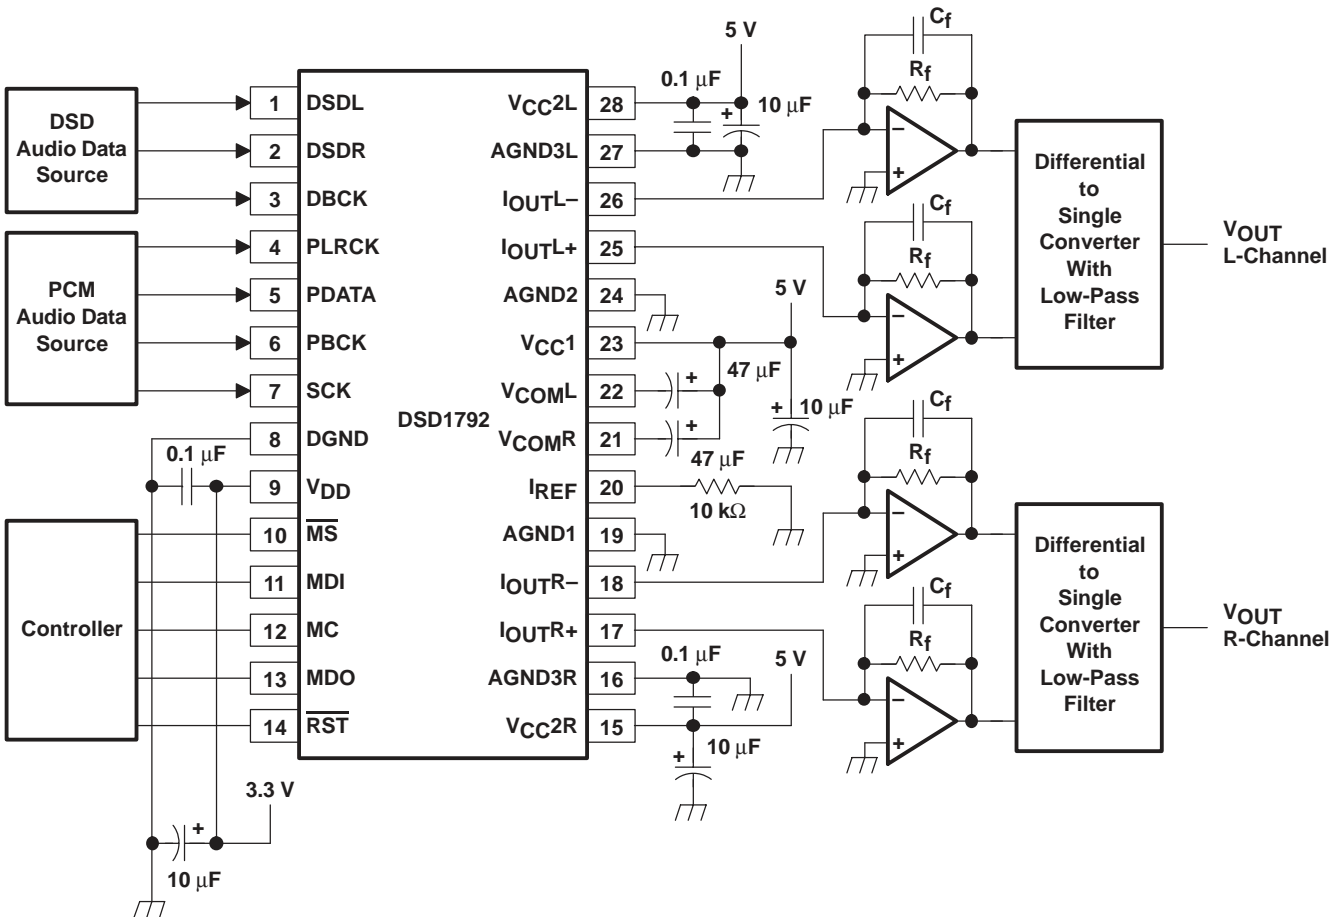 DSD
Audio Data
Source
PCM
Audio Data
Source
Controller
0.1 μF
3.3 V
10 μF
1 DSDL
2 DSDR
3 DBCK
4 PLRCK
5 PDATA
6 PBCK
7 SCK
8 DGND
9 VDD
10 MS
11 MDI
12 MC
13 MDO
14 RST
DSD1792
VCC2L 28
AGND3L 27
IOUTL– 26
IOUTL+ 25
AGND2 24
VCC1 23
VCOML 22
VCOMR 21
IREF 20
AGND1 19
IOUTR– 18
IOUTR+ 17
AGND3R 16
VCC2R 15
5 V
0.1 μF
10 μF
+
5 V
47 μF
+
+
47 μF
+
10 μF
10 kΩ
0.1 μF
5 V
10 μF
+
+
Cf
Rf
–
+
Cf
Rf
–
+
Cf
Rf
–
+
Cf
Rf
–
+
Differential
to
Single
Converter
With
Low-Pass
Filter
VOUT
L-Channel
Differential
to
Single
Converter
With
Low-Pass
Filter
VOUT
R-Channel